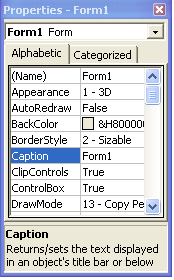 Properties - Form1
Form1 Form
Alphabetic Categorized
(Name) Form1
Appearance 1 - 3D
AutoRedraw False
BackColor &H80000
BorderStyle 2 - Sizable
Caption Form1
ClipControls True
ControlBox True
DrawMode 13 - Copy Pe
Caption
Returns/sets the text displayed
in an object's title bar or below